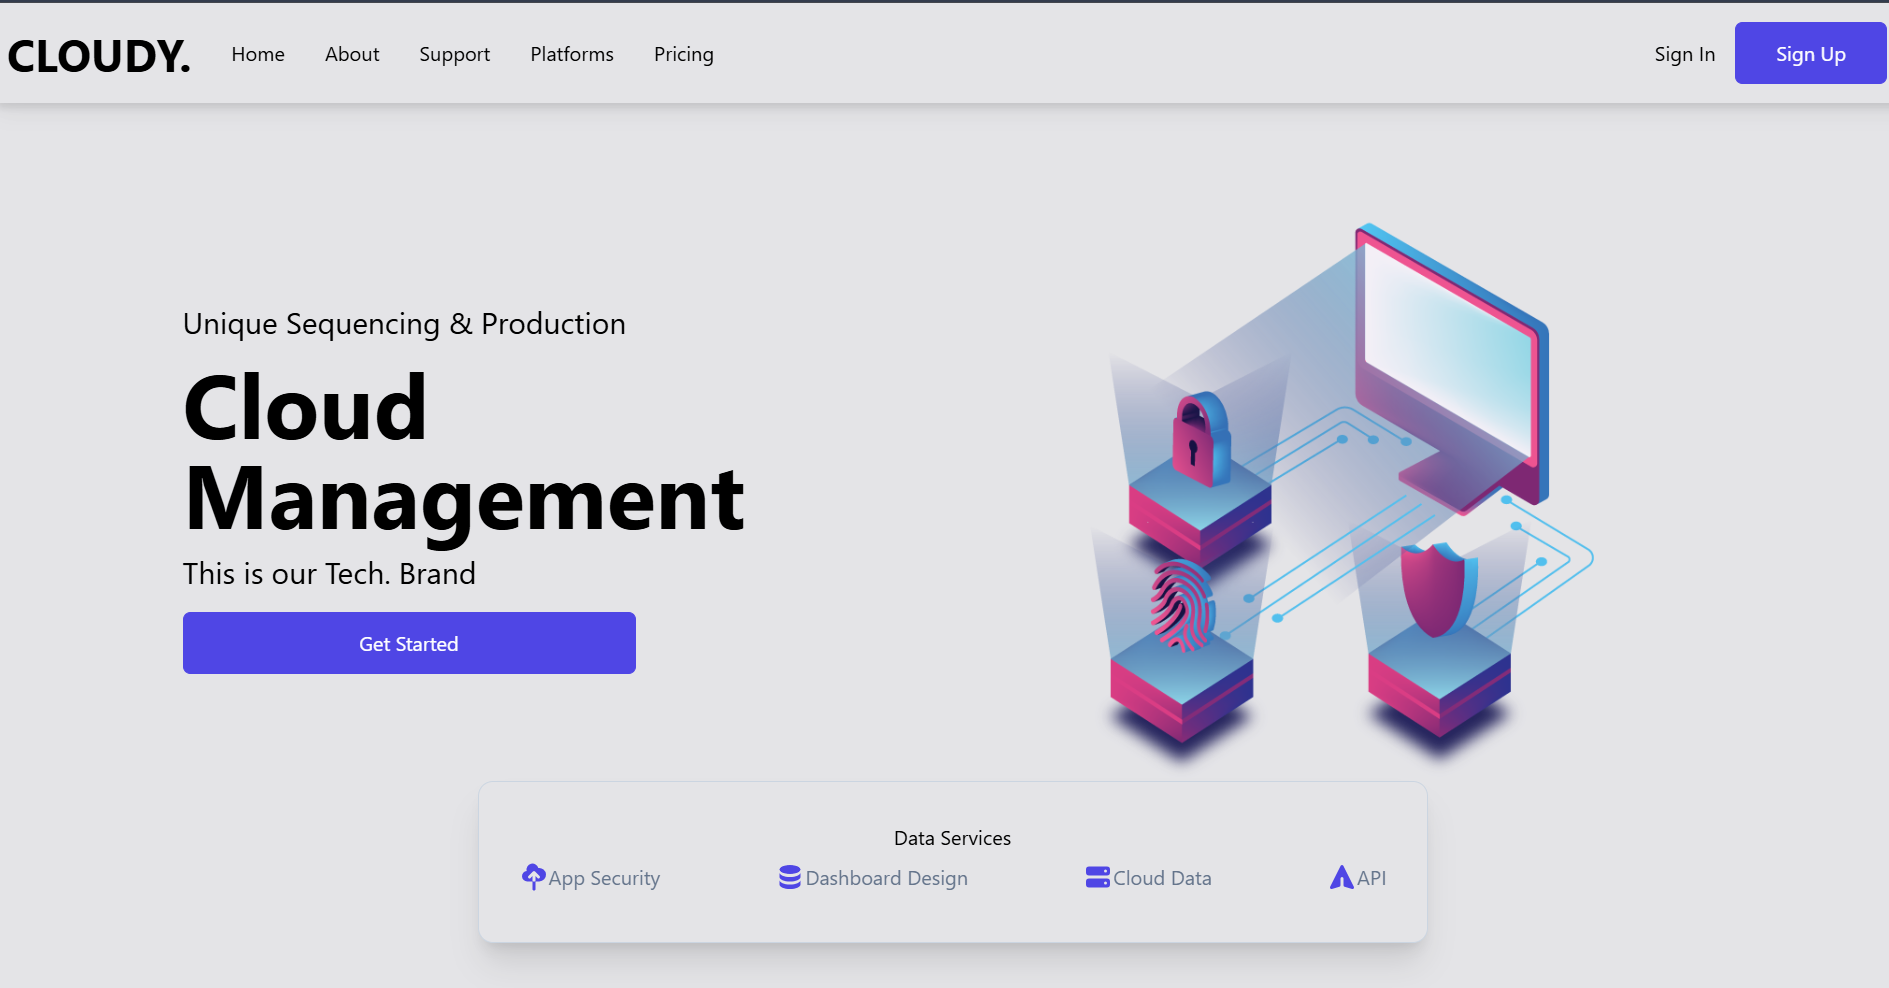 CLOUDY.
Home
About
Support
Platforms
Pricing
Sign In
Sign Up
Unique Sequencing & Production
Cloud
Management
This is our Tech. Brand
Get Started
Data Services
App Security
Dashboard Design
Cloud Data
API